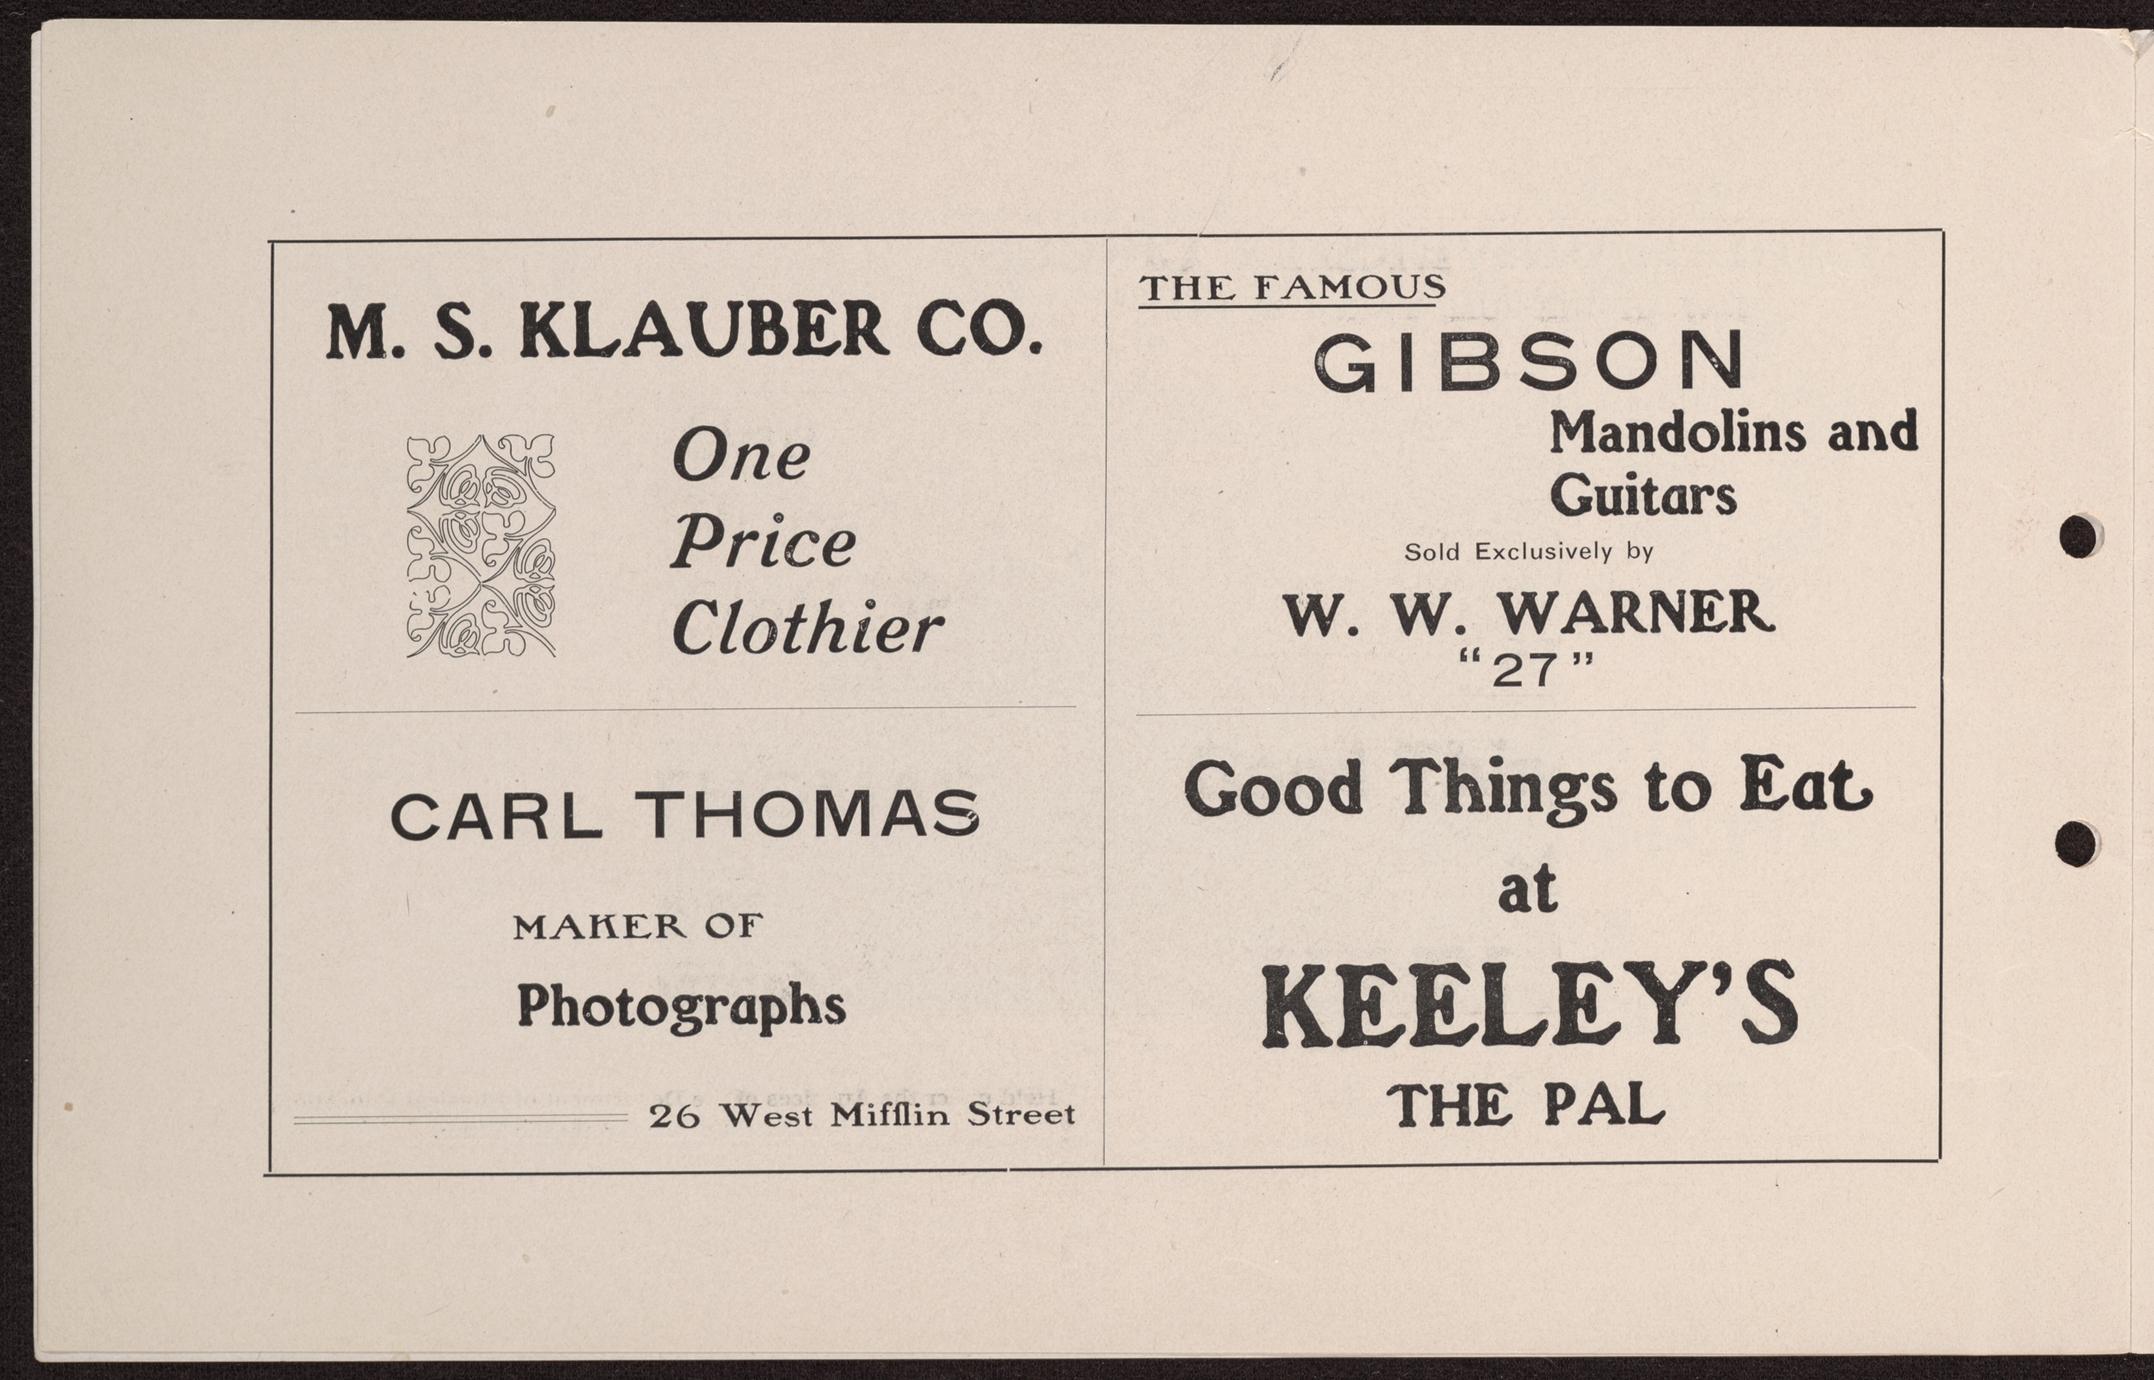 M. S. KLAUBER CO.
One
Price
Clothier
THE FAMOUS
GIBSON
Mandolins and
Guitars
Sold Exclusively by
W. W. WARNER
“27”
CARL THOMAS
MAKER OF
Photographs
26 West Mifflin Street
Good Things to Eat
at
KEELEY’S
THE PAL